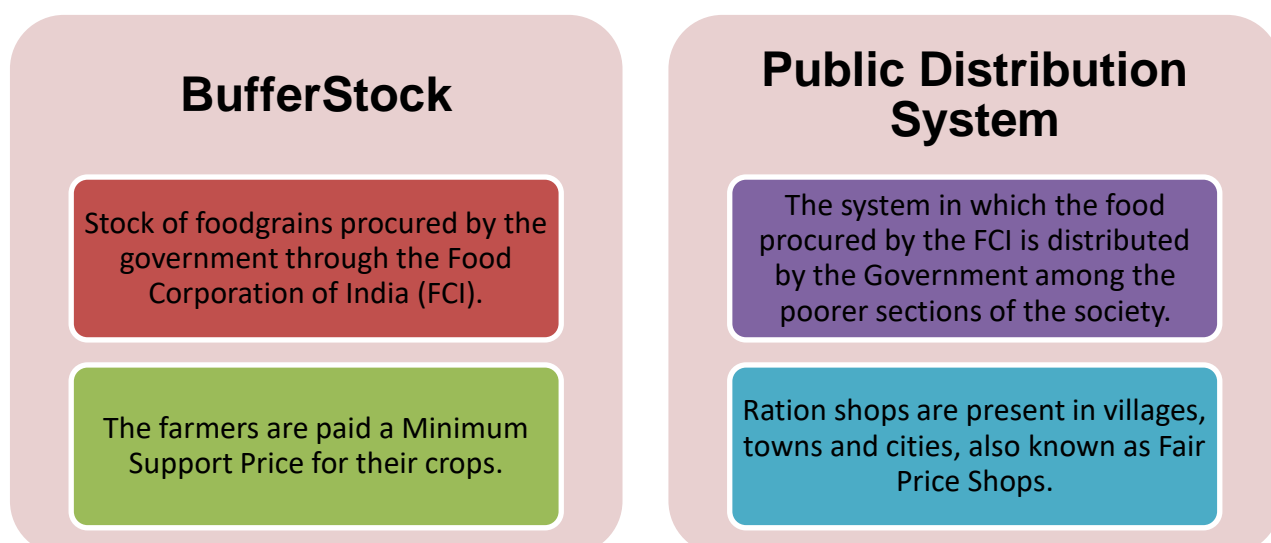 BufferStock
Stock of foodgrains procured by the
government through the Food
Corporation of India (FCI).
The farmers are paid a Minimum
Support Price for their crops.
Public Distribution
System
The system in which the food
procured by the FCI is distributed
by the Government among the
poorer sections of the society.
Ration shops are present in villages,
towns and cities, also known as Fair
Price Shops.